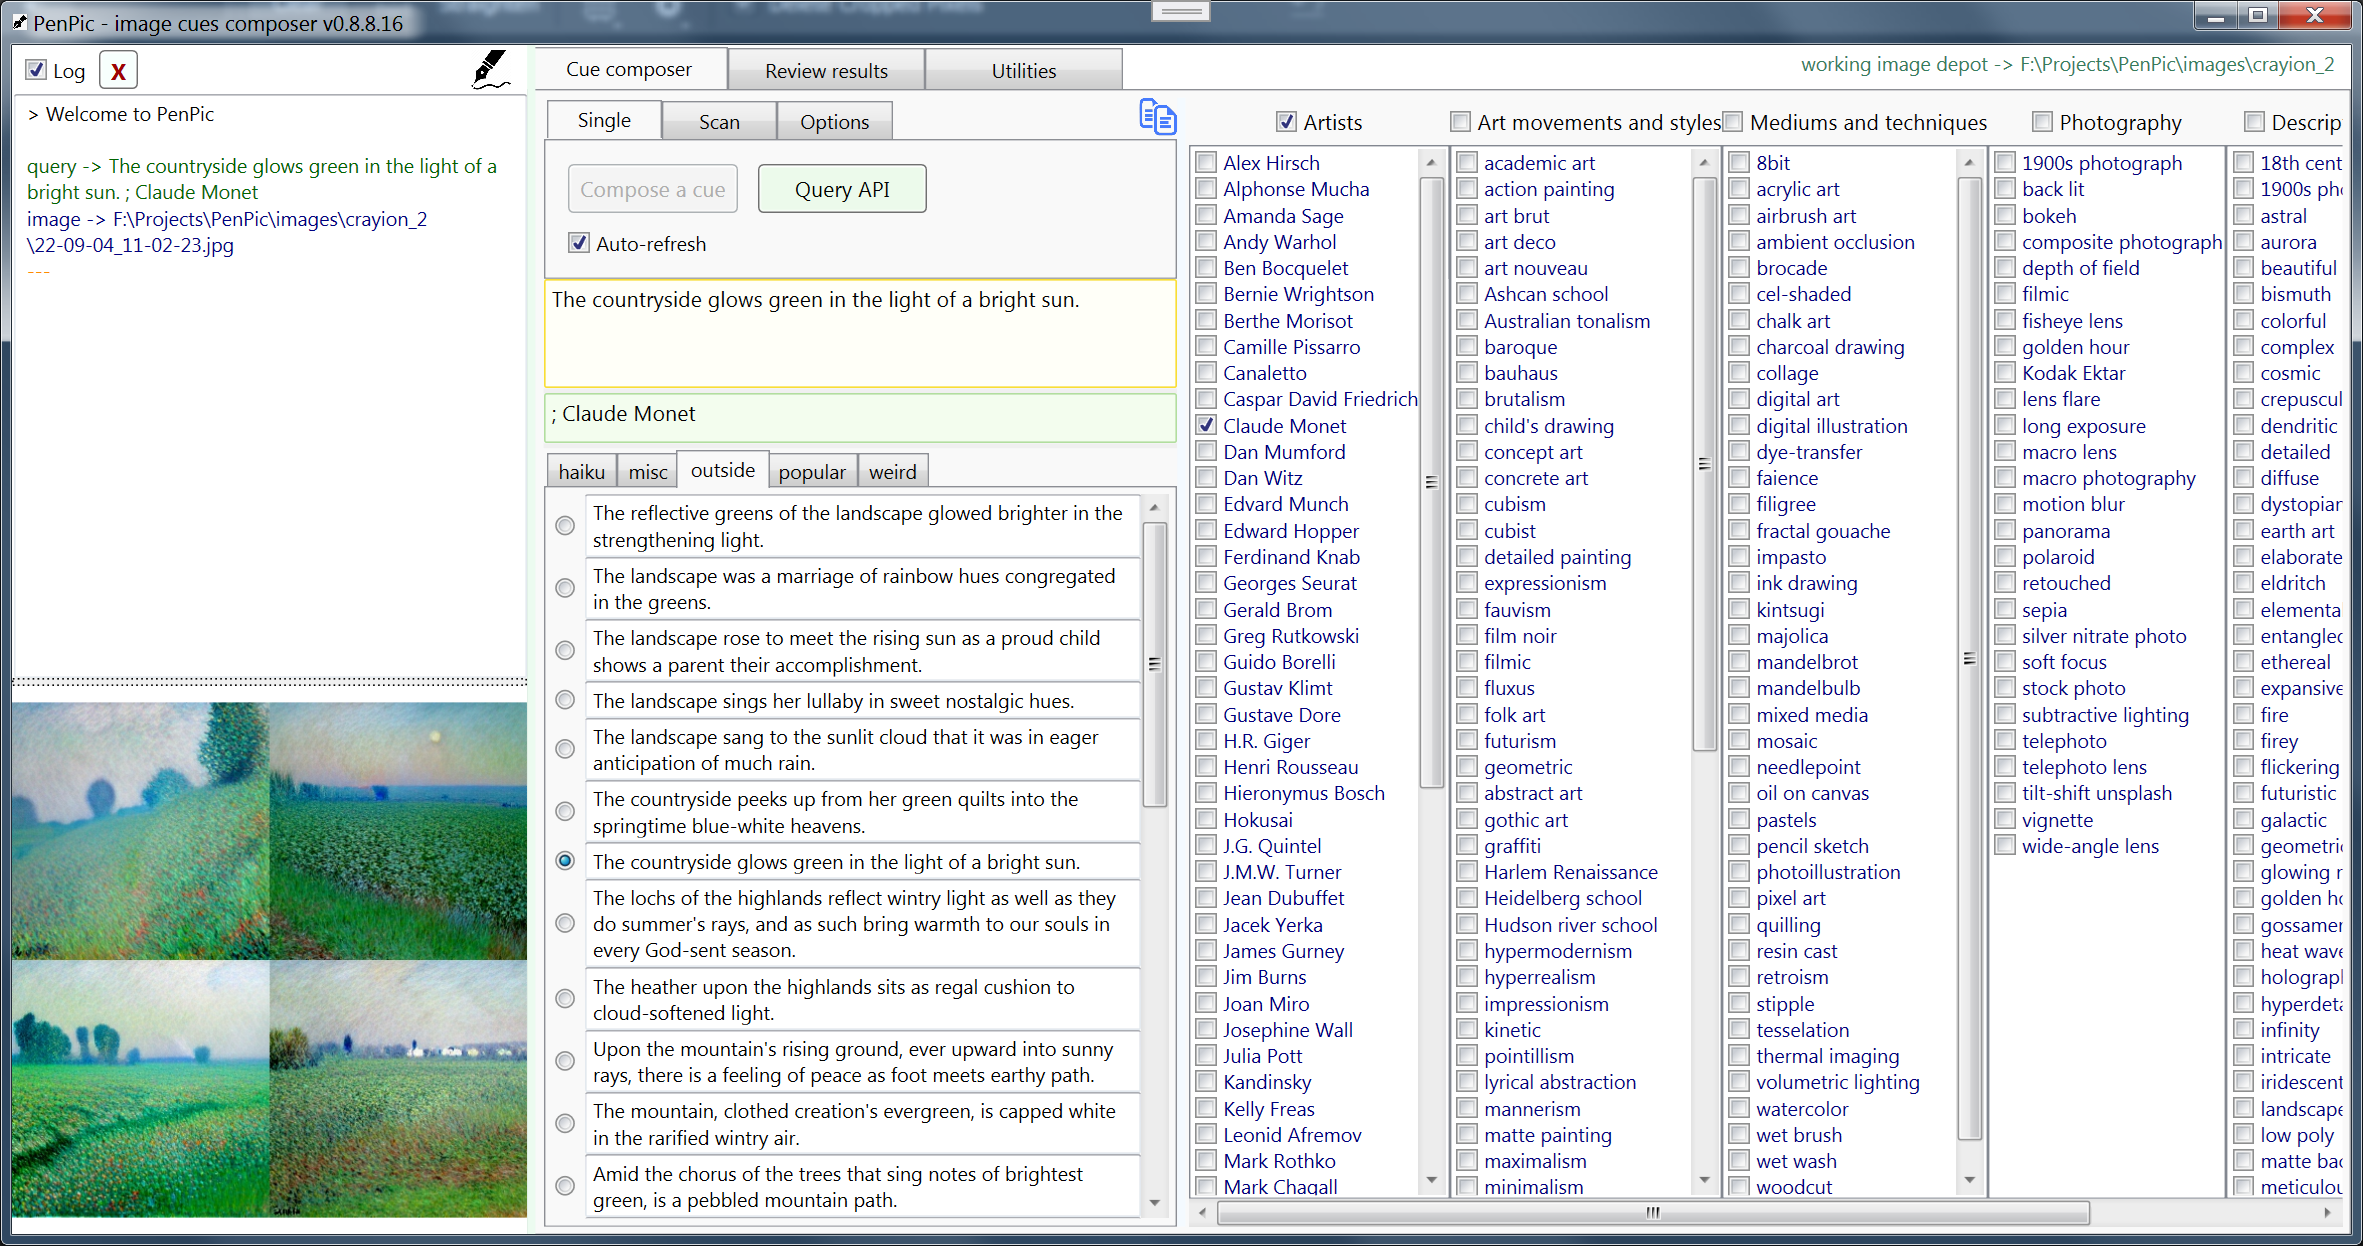 PenPic - image cues composer v0.8.8.16
Log
X
> Welcome to PenPic
query -> The countryside glows green in the light of a
bright sun. ; Claude Monet
image -> F:\Projects\PenPic\images\crayion_2
\22-09-04_11-02-23.jpg
---
Cue composer
Review results
Utilities
working image depot -> F:\Projects\PenPic\images\crayion_2
Single
Scan
Options
Compose a cue
Query API
Auto-refresh
The countryside glows green in the light of a bright sun.
; Claude Monet
haiku
misc
outside
popular
weird
The reflective greens of the landscape glowed brighter in the
strengthening light.
The landscape was a marriage of rainbow hues congregated
in the greens.
The landscape rose to meet the rising sun as a proud child
shows a parent their accomplishment.
The landscape sings her lullaby in sweet nostalgic hues.
The landscape sang to the sunlit cloud that it was in eager
anticipation of much rain.
The countryside peeks up from her green quilts into the
springtime blue-white heavens.
The countryside glows green in the light of a bright sun.
The lochs of the highlands reflect wintry light as well as they
do summer's rays, and as such bring warmth to our souls in
every God-sent season.
The heather upon the highlands sits as regal cushion to
cloud-softened light.
Upon the mountain's rising ground, ever upward into sunny
rays, there is a feeling of peace as foot meets earthy path.
The mountain, clothed creation's evergreen, is capped white
in the rarified wintry air.
Amid the chorus of the trees that sing notes of brightest
green, is a pebbled mountain path.
Artists
Alex Hirsch
Alphonse Mucha
Amanda Sage
Andy Warhol
Ben Bocquelet
Bernie Wrightson
Berthe Morisot
Camille Pissarro
Canaletto
Caspar David Friedrich
Claude Monet
Dan Mumford
Dan Witz
Edvard Munch
Edward Hopper
Ferdinand Knab
Georges Seurat
Gerald Brom
Greg Rutkowski
Guido Borelli
Gustav Klimt
Gustave Dore
H.R. Giger
Henri Rousseau
Hieronymus Bosch
Hokusai
J.G. Quintel
J.M.W. Turner
Jean Dubuffet
Jacek Yerka
James Gurney
Jim Burns
Joan Miro
Josephine Wall
Julia Pott
Kandinsky
Kelly Freas
Leonid Afremov
Mark Rothko
Mark Chagall
Art movements and styles
academic art
action painting
art brut
art deco
art nouveau
Ashcan school
Australian tonalism
baroque
bauhaus
brutalism
child's drawing
concept art
concrete art
cubism
cubist
detailed painting
expressionism
fauvism
film noir
filmic
fluxus
folk art
futurism
geometric
abstract art
gothic art
graffiti
Harlem Renaissance
Heidelberg school
Hudson river school
hypermodernism
hyperrealism
impressionism
kinetic
pointillism
lyrical abstraction
mannerism
matte painting
maximalism
minimalism
Mediums and techniques
8bit
acrylic art
airbrush art
ambient occlusion
brocade
cel-shaded
chalk art
charcoal drawing
collage
digital art
digital illustration
dye-transfer
faience
filigree
fractal gouache
impasto
ink drawing
kintsugi
majolica
mandelbrot
mandelbulb
mixed media
mosaic
needlepoint
oil on canvas
pastels
pencil sketch
photoillustration
pixel art
quilling
resin cast
retroism
stipple
tesselation
thermal imaging
volumetric lighting
watercolor
wet brush
wet wash
woodcut
Photography
1900s photograph
back lit
bokeh
composite photograph
depth of field
filmic
fisheye lens
golden hour
Kodak Ektar
lens flare
long exposure
macro lens
macro photography
motion blur
panorama
polaroid
retouched
sepia
silver nitrate photo
soft focus
stock photo
subtractive lighting
telephoto
telephoto lens
tilt-shift unsplash
vignette
wide-angle lens
Descrip
18th cent
1900s pho
astral
aurora
beautiful
bismuth
colorful
complex
cosmic
crepuscul
dendritic
detailed
diffuse
dystopian
earth art
elaborate
eldritch
elementa
entangled
ethereal
expansive
fire
firey
flickering
futuristic
galactic
geometric
glowing r
golden ho
gossamer
heat wave
holograph
hyperdeta
infinity
intricate
iridescent
landscape
low poly
matte bac
meticulou